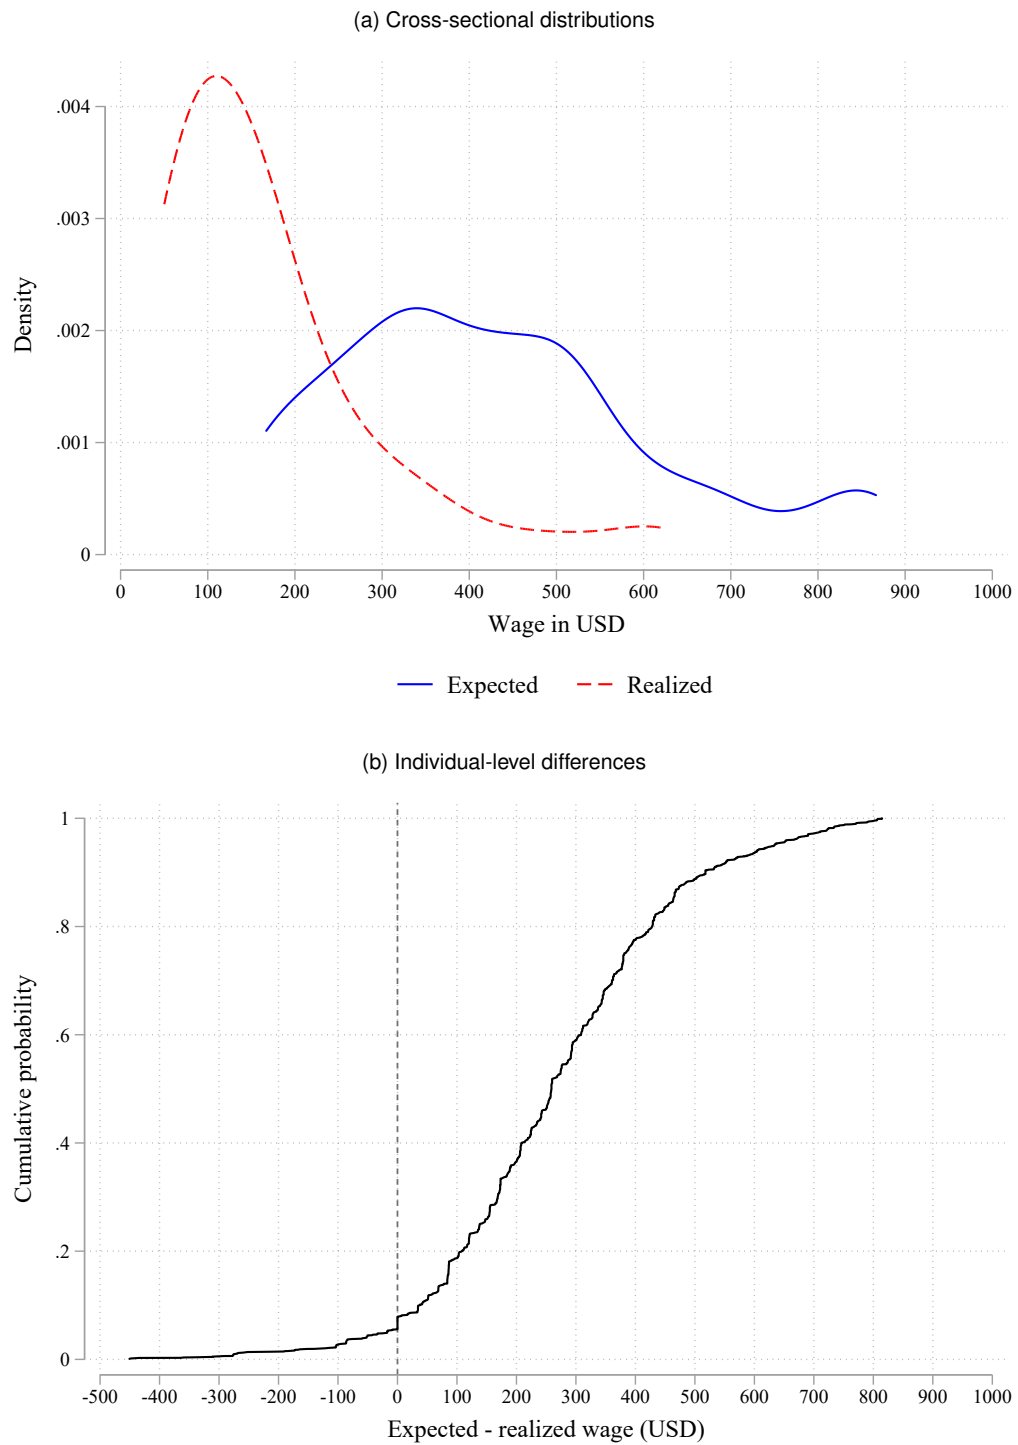 (a) Cross-sectional distributions
.004
.003
.002
.001
0
Density
0 100 200 300 400 500 600 700 800 900 1000
Wage in USD
Expected Realized
(b) Individual-level differences
1
.8
.6
.4
.2
0
Cumulative probability
-500 -400 -300 -200 -100 0 100 200 300 400 500 600 700 800 900 1000
Expected - realized wage (USD)